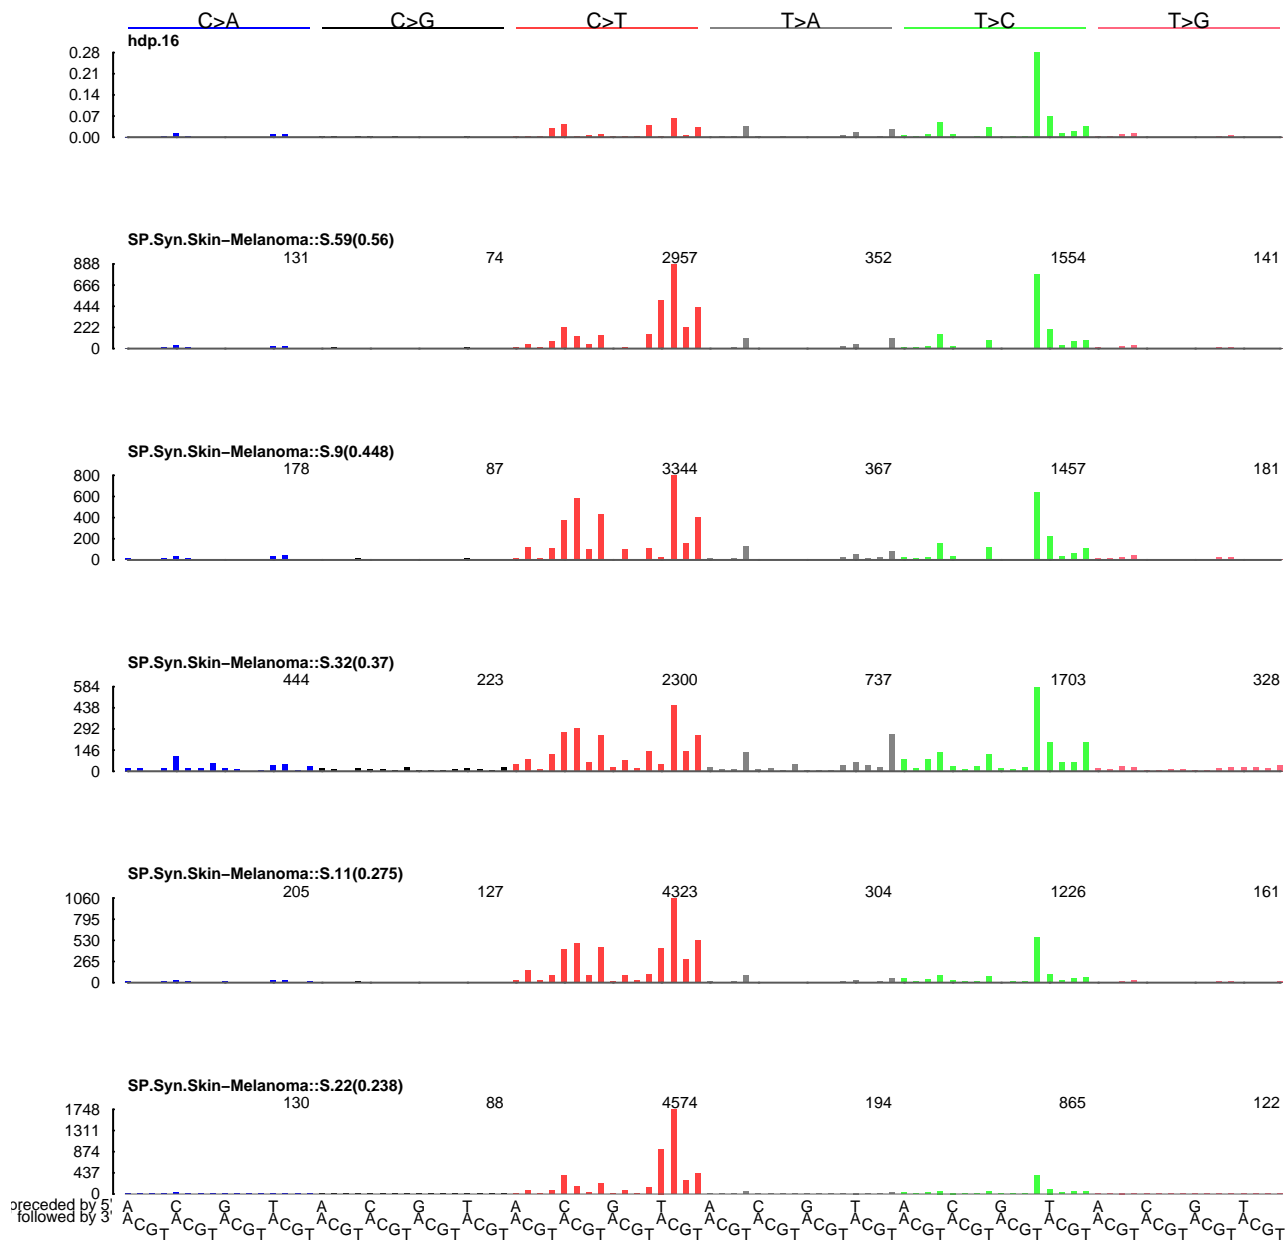 C>A C>G C>T T>A T>C T>G
hdp.16
0.28
0.21
0.14
0.07
0.00
SP.Syn.Skin−Melanoma::S.59(0.56)
131 74 2957 352 1554 141
888
666
444
222
0
SP.Syn.Skin−Melanoma::S.9(0.448)
178 87 3344 367 1457 181
800
600
400
200
0
SP.Syn.Skin−Melanoma::S.32(0.37)
444 223 2300 737 1703 328
584
438
292
146
0
SP.Syn.Skin−Melanoma::S.11(0.275)
205 127 4323 304 1226 161
1060
795
530
265
0
SP.Syn.Skin−Melanoma::S.22(0.238)
130 88 4574 194 865 122
1748
1311
874
437
0
preceded by 5' A C G T A C G T A C G T A C G T A C G T A C G T
followed by 3' A C G T A C G T A C G T A C G T A C G T A C G T A C G T A C G T A C G T A C G T A C G T A C G T A C G T A C G T A C G T A C G T A C G T A C G T A C G T A C G T A C G T A C G T A C G T A C G T